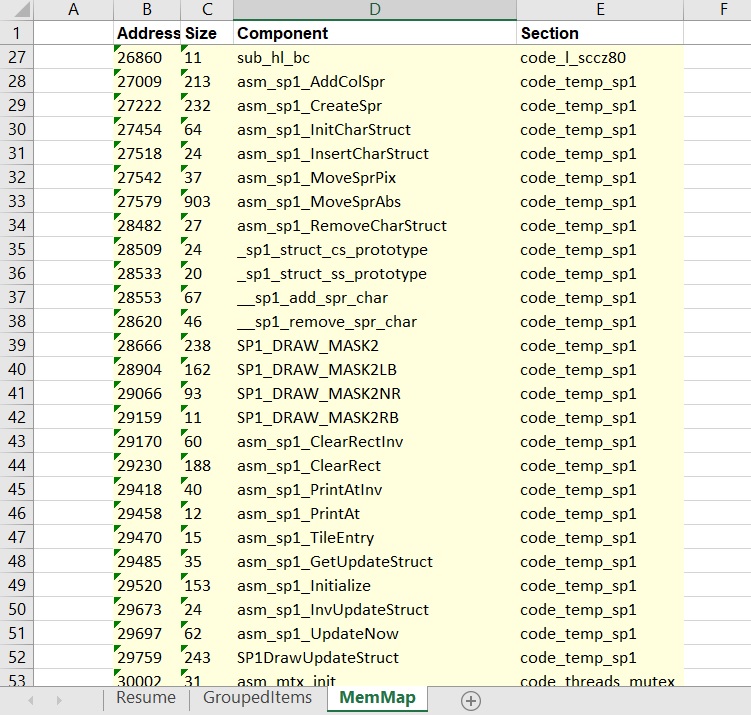 A B C D E F
1 Address Size Component Section
27 26860 11 sub_hl_bc code_l_sccz80
28 27009 213 asm_sp1_AddColSpr code_temp_sp1
29 27222 232 asm_sp1_CreateSpr code_temp_sp1
30 27454 64 asm_sp1_InitCharStruct code_temp_sp1
31 27518 24 asm_sp1_InsertCharStruct code_temp_sp1
32 27542 37 asm_sp1_MoveSprPix code_temp_sp1
33 27579 903 asm_sp1_MoveSprAbs code_temp_sp1
34 28482 27 asm_sp1_RemoveCharStruct code_temp_sp1
35 28509 24 _sp1_struct_cs_prototype code_temp_sp1
36 28533 20 _sp1_struct_ss_prototype code_temp_sp1
37 28553 67 __sp1_add_spr_char code_temp_sp1
38 28620 46 __sp1_remove_spr_char code_temp_sp1
39 28666 238 SP1_DRAW_MASK2 code_temp_sp1
40 28904 162 SP1_DRAW_MASK2LB code_temp_sp1
41 29066 93 SP1_DRAW_MASK2NR code_temp_sp1
42 29159 11 SP1_DRAW_MASK2RB code_temp_sp1
43 29170 60 asm_sp1_ClearRectInv code_temp_sp1
44 29230 188 asm_sp1_ClearRect code_temp_sp1
45 29418 40 asm_sp1_PrintAtInv code_temp_sp1
46 29458 12 asm_sp1_PrintAt code_temp_sp1
47 29470 15 asm_sp1_TileEntry code_temp_sp1
48 29485 35 asm_sp1_GetUpdateStruct code_temp_sp1
49 29520 153 asm_sp1_Initialize code_temp_sp1
50 29673 24 asm_sp1_InvUpdateStruct code_temp_sp1
51 29697 62 asm_sp1_UpdateNow code_temp_sp1
52 29759 243 SP1DrawUpdateStruct code_temp_sp1
53 30002 31 asm_mtx_init code_threads_mutex
Resume GroupedItems MemMap